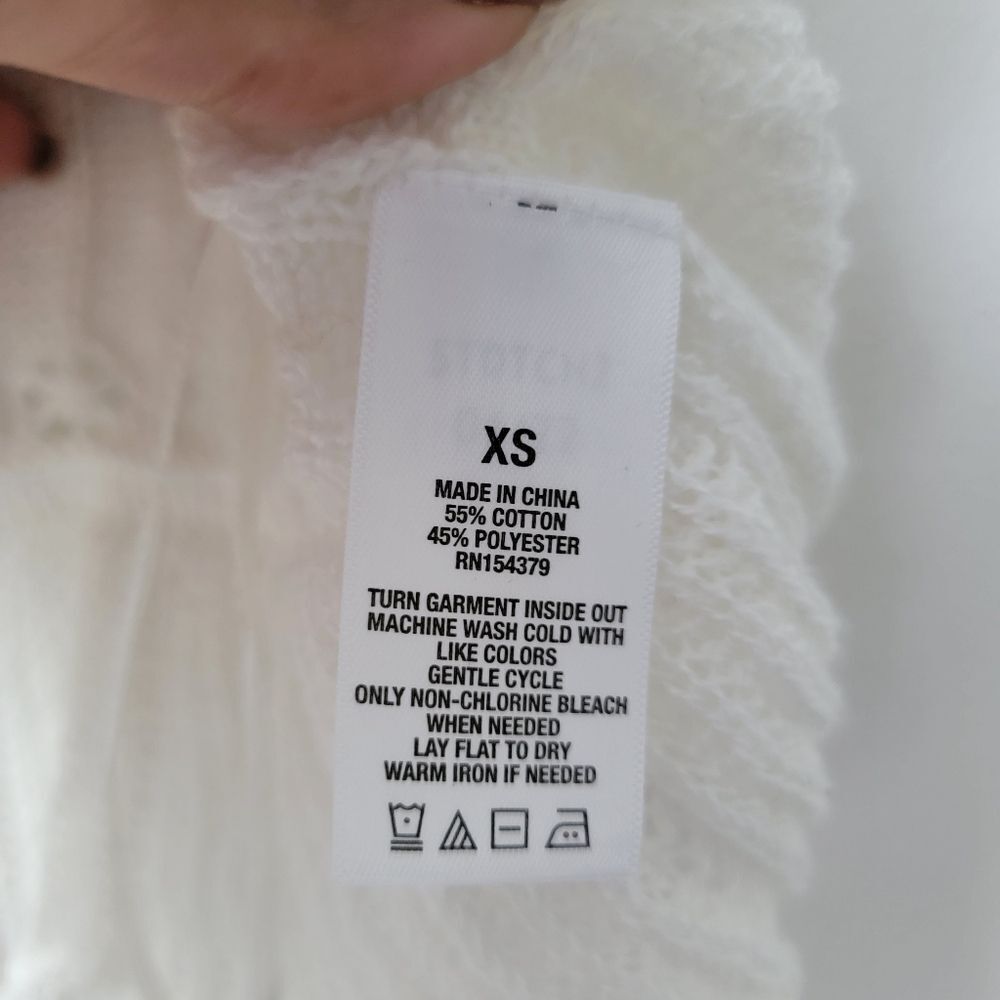 XS
MADE IN CHINA
55% COTTON
45% POLYESTER
RN154379
TURN GARMENT INSIDE OUT
MACHINE WASH COLD WITH
LIKE COLORS
GENTLE CYCLE
ONLY NON-CHLORINE BLEACH
WHEN NEEDED
LAY FLAT TO DRY
WARM IRON IF NEEDED